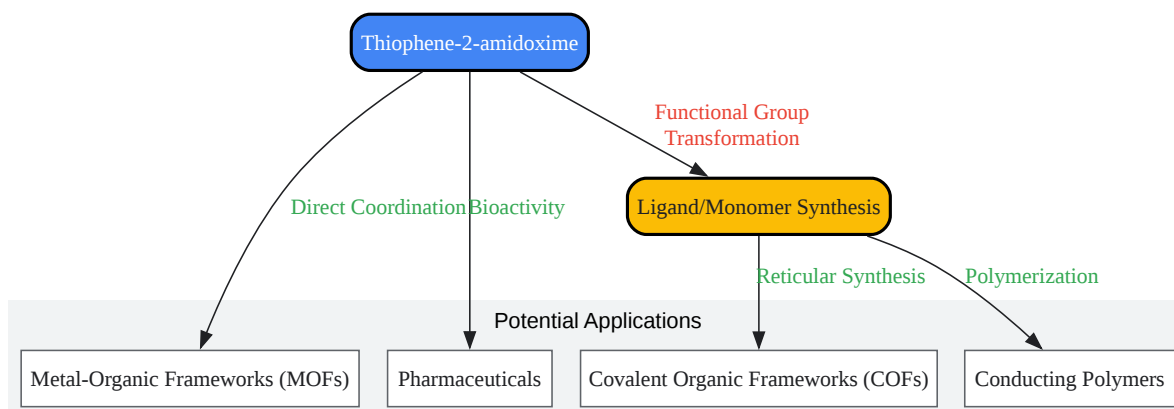 Thiophene-2-amidoxime
Functional Group
Transformation
Direct Coordination
Bioactivity
Ligand/Monomer Synthesis
Reticular Synthesis
Polymerization
Potential Applications
Metal-Organic Frameworks (MOFs)
Pharmaceuticals
Covalent Organic Frameworks (COFs)
Conducting Polymers